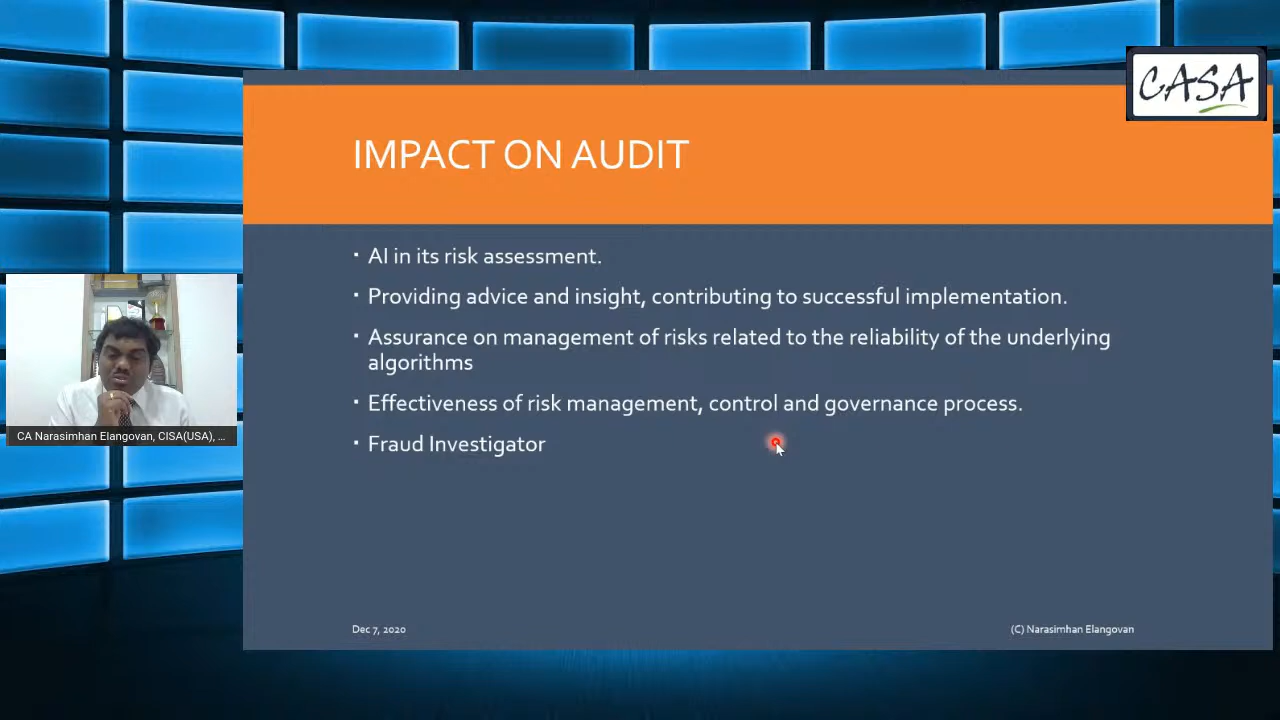 CASA
IMPACT ON AUDIT
AI in its risk assessment.
Providing advice and insight, contributing to successful implementation.
Assurance on management of risks related to the reliability of the underlying
algorithms
Effectiveness of risk management, control and governance process.
Fraud Investigator
CA Narasimhan Elangovan, CISA(USA), ...
Dec 7, 2020
(C) Narasimhan Elangovan